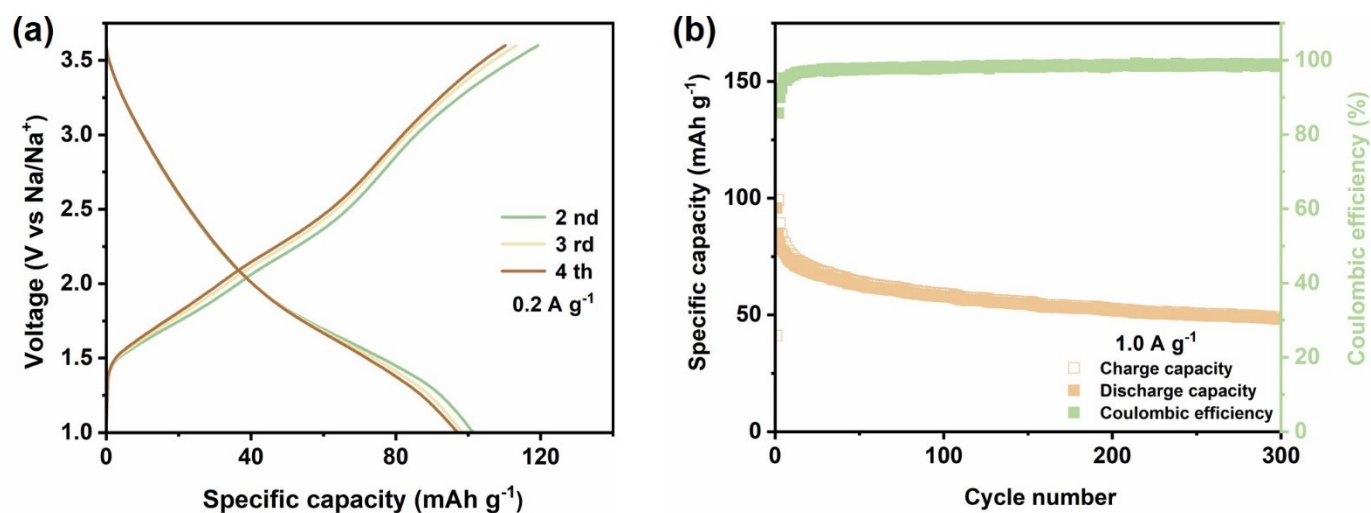 (a)
Voltage (V vs Na/Na⁺)
3.5
3.0
2.5
2.0
1.5
1.0
2 nd
3 rd
4 th
0.2 A g⁻¹
0
40
80
120
Specific capacity (mAh g⁻¹)
(b)
Specific capacity (mAh g⁻¹)
150
100
50
0
1.0 A g⁻¹
Charge capacity
Discharge capacity
Coulombic efficiency
0
100
200
300
Cycle number
100
80
60
40
20
0
Coulombic efficiency (%)